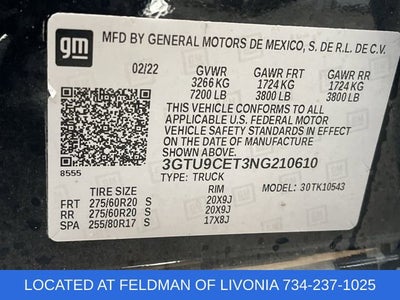 gm
MFD BY GENERAL MOTORS DE MEXICO, S. DE R.L. DE C.V.
02/22 GVWR GAWR FRT GAWR RR
3266 KG 1724 KG 1724 KG
7200 LB 3800 LB 3800 LB
THIS VEHICLE CONFORMS TO ALL APPLICABLE
U.S. FEDERAL MOTOR
VEHICLE SAFETY STANDARDS IN EFFECT ON THE DATE OF
MANUFACTURE SHOWN ABOVE.
3GTU9CET3NG210610
8555
TYPE: TRUCK
TIRE SIZE RIM 30TK10543
FRT 275/60R20 S 20X9J
RR 275/60R20 S 20X9J
SPA 255/80R17 S 17X8J
LOCATED AT FELDMAN OF LIVONIA 734-237-1025